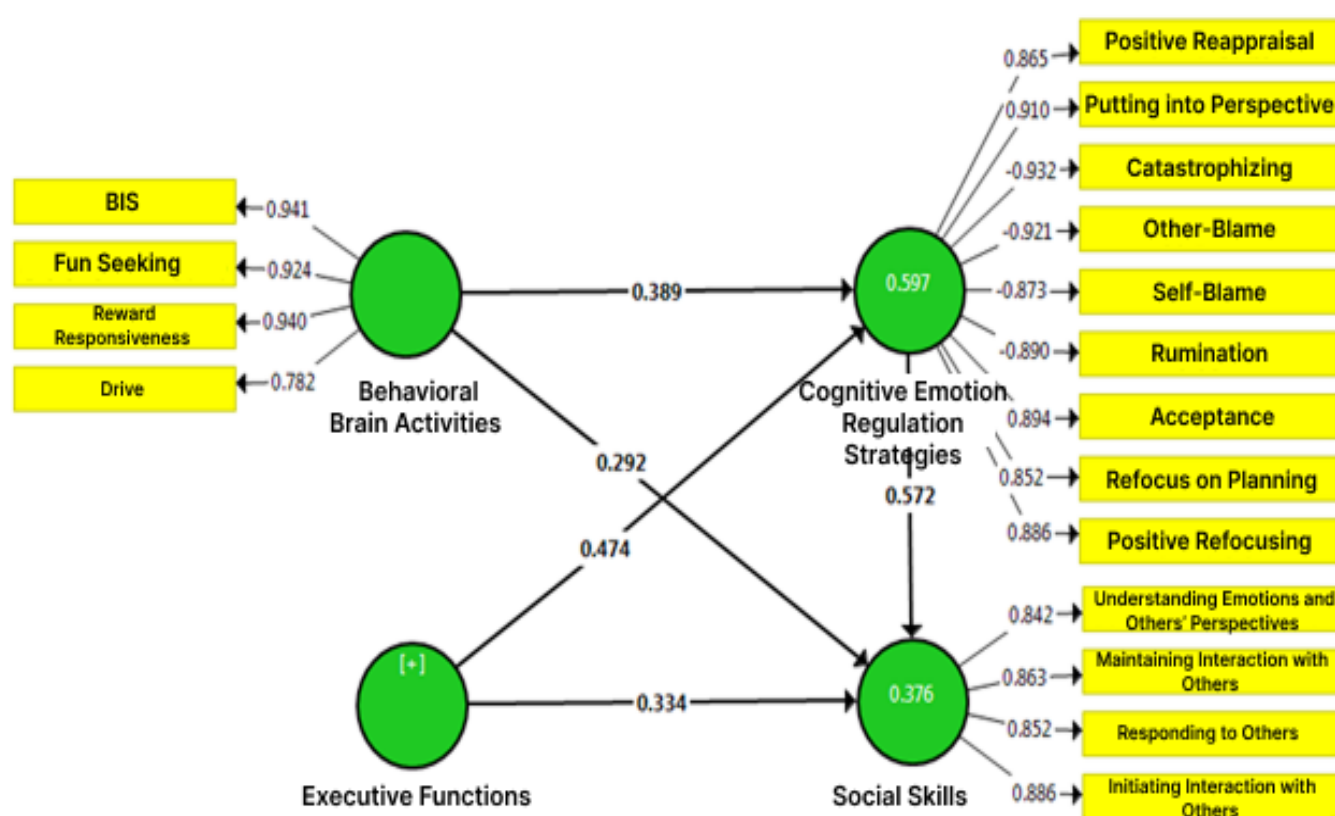 BIS
Fun Seeking
Reward
Responsiveness
Drive
0.941
0.924
0.940
0.782
Behavioral
Brain Activities
0.389
0.292
0.474
0.334
[+]
Executive Functions
0.597
Cognitive Emotion
Regulation
Strategies
0.572
0.376
Social Skills
0.865
Positive Reappraisal
0.910
Putting into Perspective
-0.932
Catastrophizing
-0.921
Other-Blame
-0.873
Self-Blame
-0.890
Rumination
0.894
Acceptance
0.852
Refocus on Planning
0.886
Positive Refocusing
0.842
Understanding Emotions and
Others' Perspectives
0.863
Maintaining Interaction with
Others
0.852
Responding to Others
0.886
Initiating Interaction with
Others